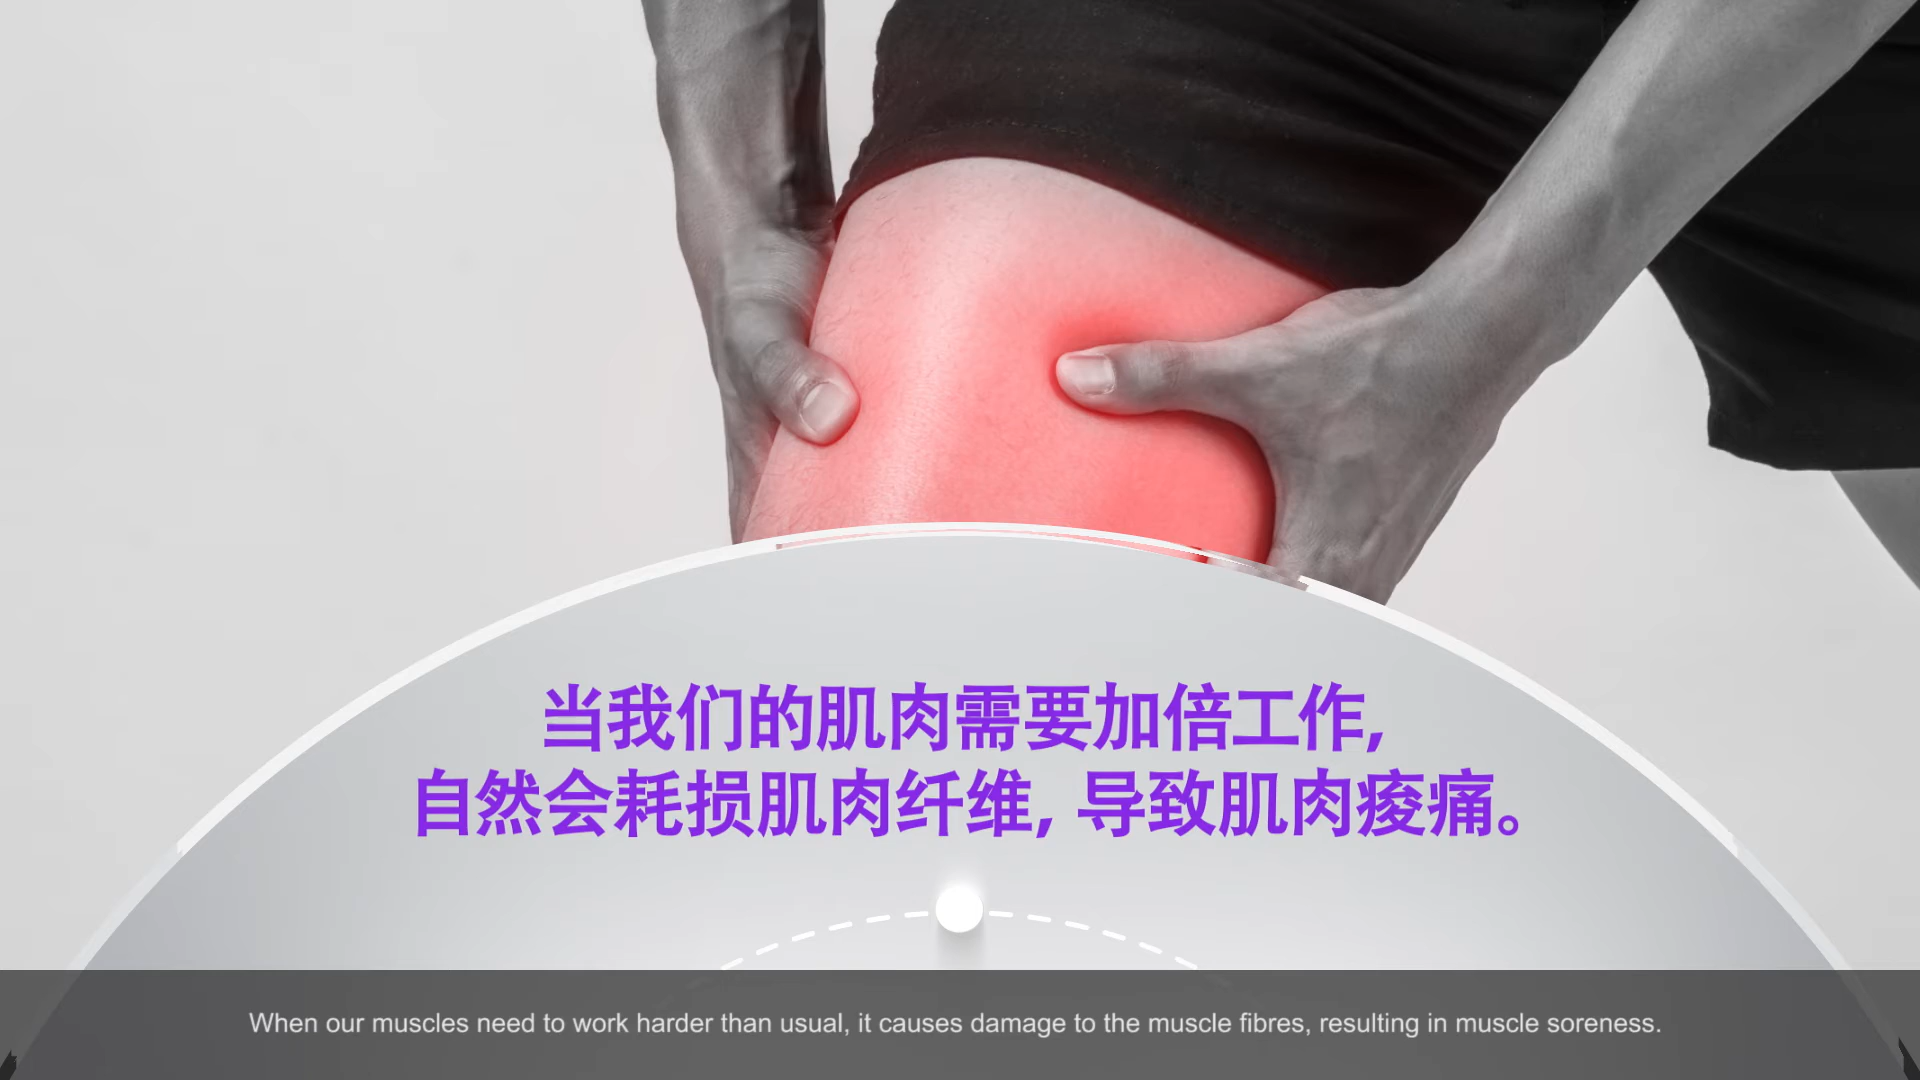 当我们的肌肉需要加倍工作,
自然会耗损肌肉纤维, 导致肌肉痠痛。
When our muscles need to work harder than usual, it causes damage to the muscle fibres, resulting in muscle soreness.